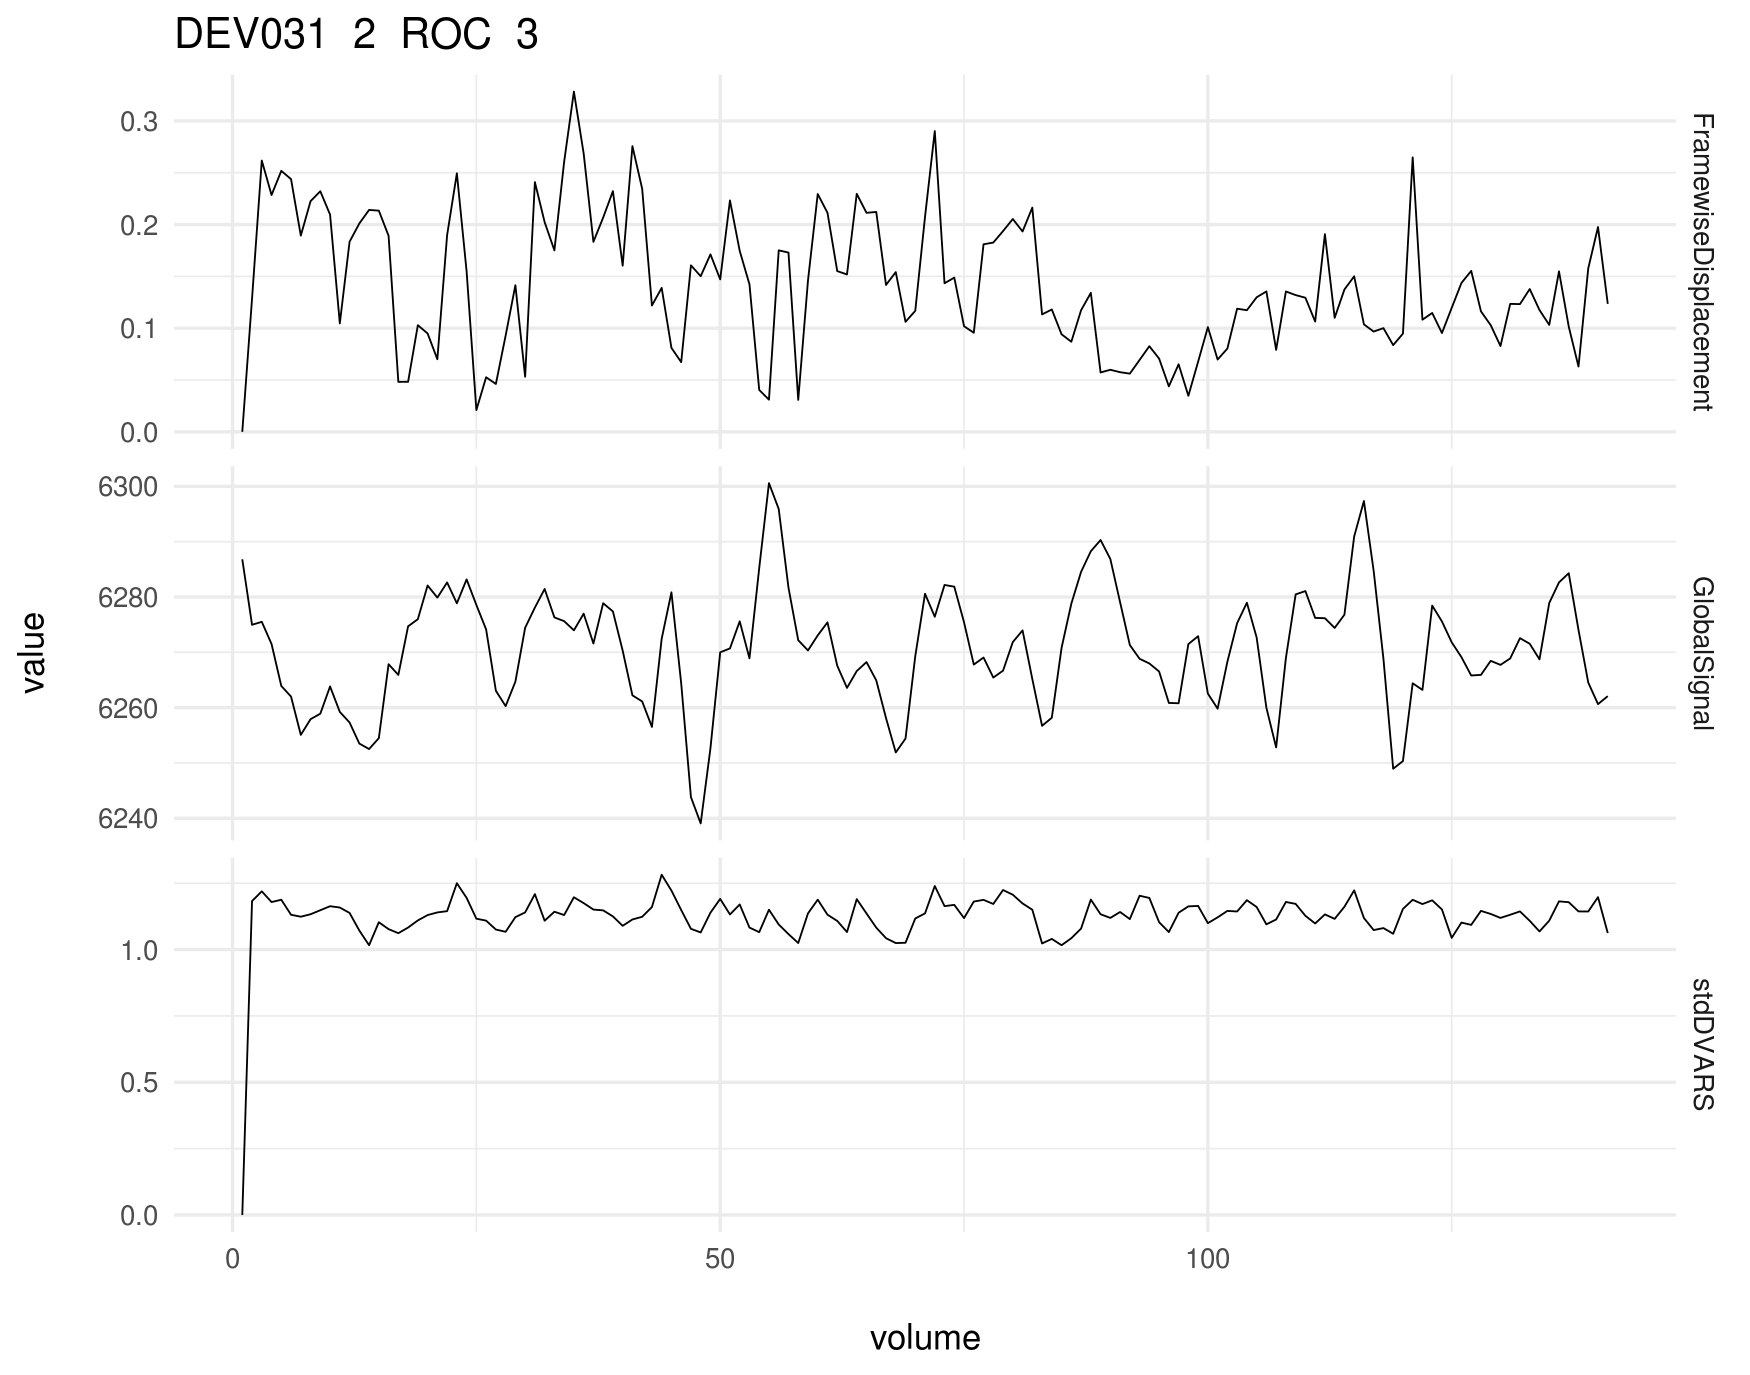 DEV031 2 ROC 3
0.3
0.2
0.1
0.0
FramewiseDisplacement
6300
6280
6260
6240
GlobalSignal
1.0
0.5
0.0
stdDVARS
value
0 50 100
volume